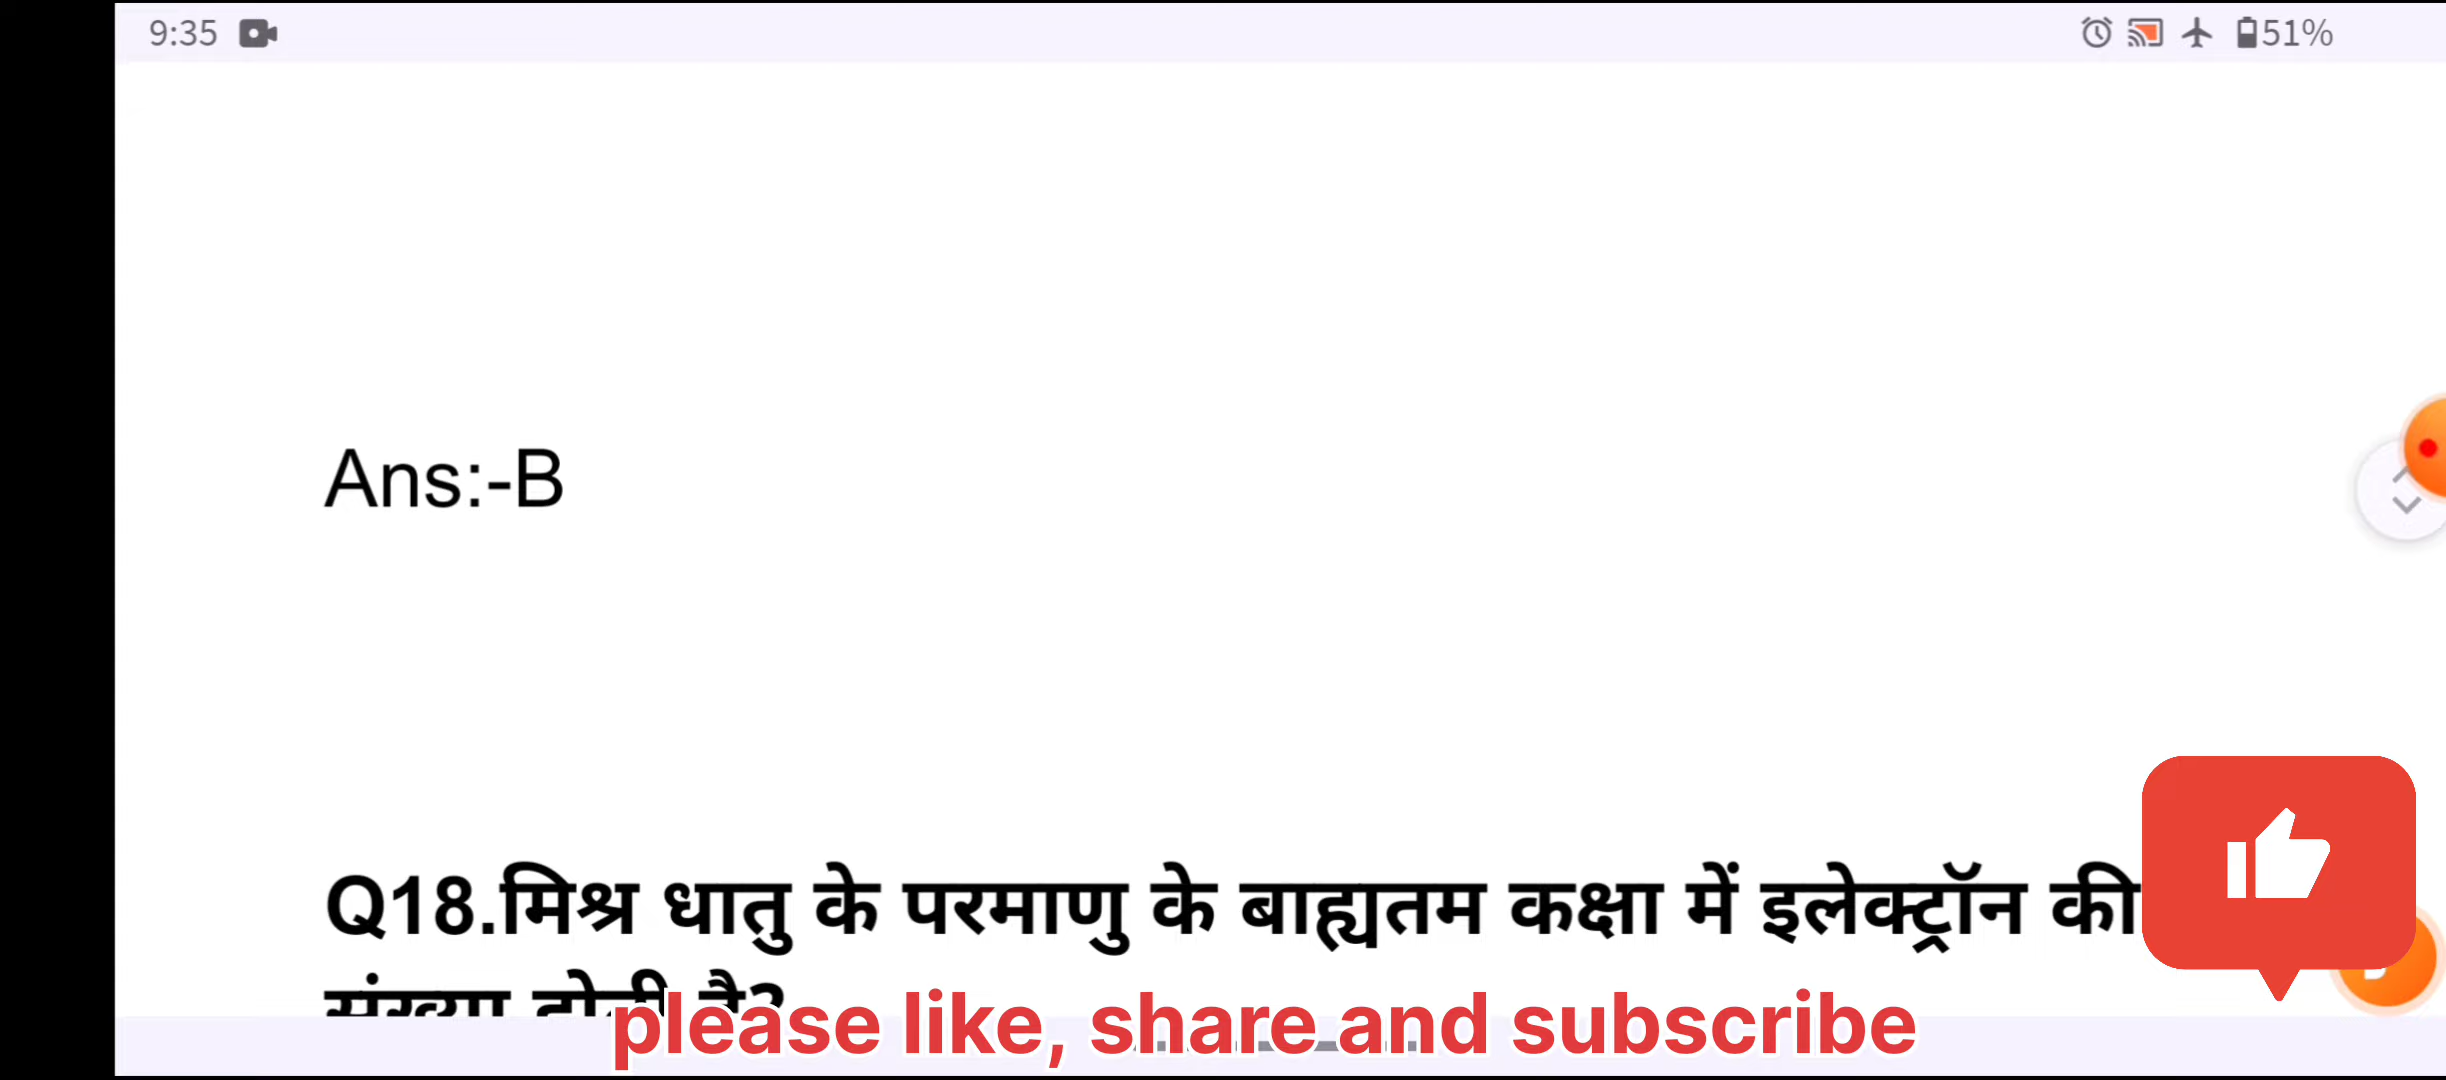 9:35 51%
Ans:-B
Q18.मिश्र धातु के परमाणु के बाह्यतम कक्षा में इलेक्ट्रॉन की
संख्या होती है?
please like, share and subscribe